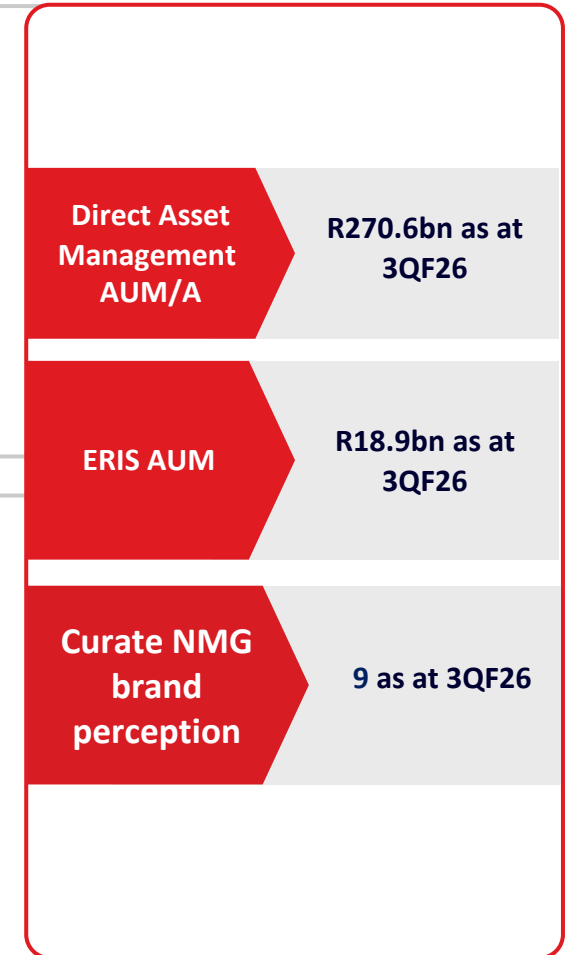 Direct Asset
Management
AUM/A
R270.6bn as at
3QF26
ERIS AUM
R18.9bn as at
3QF26
Curate NMG
brand
perception
9 as at 3QF26